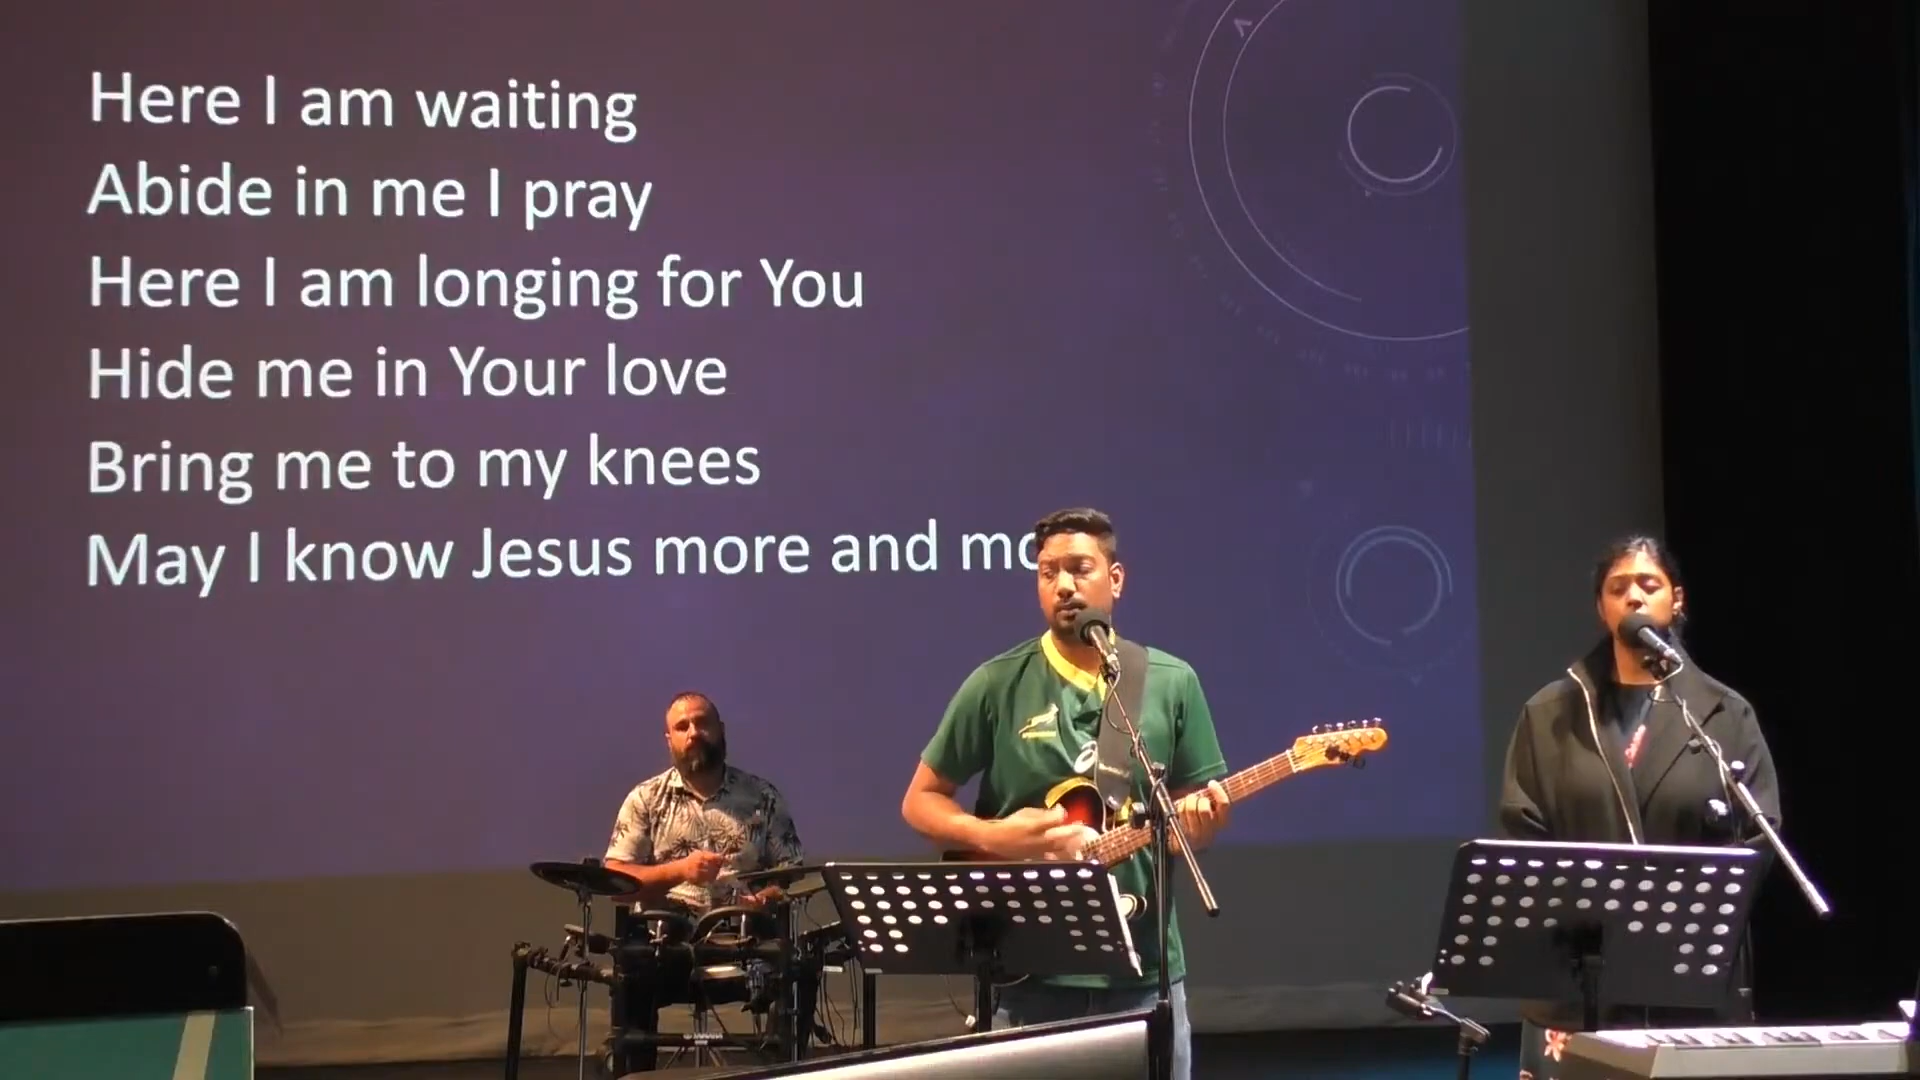 Here I am waiting
Abide in me I pray
Here I am longing for You
Hide me in Your love
Bring me to my knees
May I know Jesus more and mo